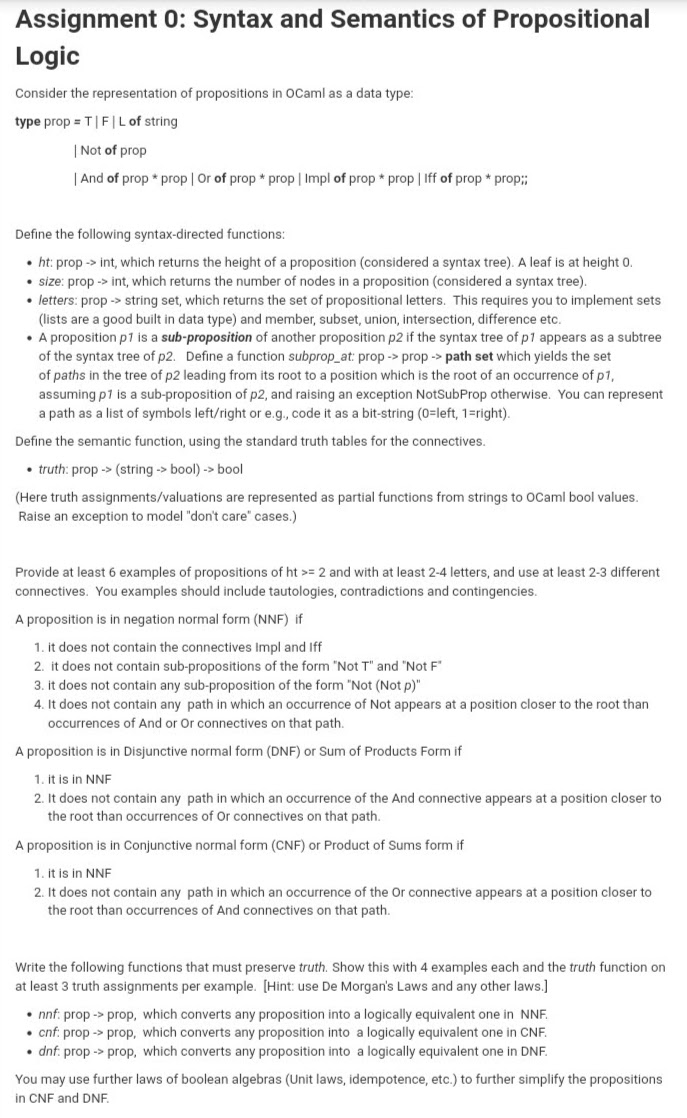 Assignment 0: Syntax and Semantics of Propositional
Logic
Consider the representation of propositions in OCaml as a data type:
type prop = T | F | L of string
| Not of prop
| And of prop * prop | Or of prop * prop | Impl of prop * prop | Iff of prop * prop;;
Define the following syntax-directed functions:
• ht: prop -> int, which returns the height of a proposition (considered a syntax tree). A leaf is at height 0.
• size: prop -> int, which returns the number of nodes in a proposition (considered a syntax tree).
• letters: prop -> string set, which returns the set of propositional letters. This requires you to implement sets
(lists are a good built in data type) and member, subset, union, intersection, difference etc.
• A proposition p1 is a sub-proposition of another proposition p2 if the syntax tree of p1 appears as a subtree
of the syntax tree of p2. Define a function subprop_at: prop -> prop -> path set which yields the set
of paths in the tree of p2 leading from its root to a position which is the root of an occurrence of p1,
assuming p1 is a sub-proposition of p2, and raising an exception NotSubProp otherwise. You can represent
a path as a list of symbols left/right or e.g., code it as a bit-string (0=left, 1=right).
Define the semantic function, using the standard truth tables for the connectives.
• truth: prop -> (string -> bool) -> bool
(Here truth assignments/valuations are represented as partial functions from strings to OCaml bool values.
Raise an exception to model "don't care" cases.)
Provide at least 6 examples of propositions of ht >= 2 and with at least 2-4 letters, and use at least 2-3 different
connectives. You examples should include tautologies, contradictions and contingencies.
A proposition is in negation normal form (NNF) if
1. it does not contain the connectives Impl and Iff
2. it does not contain sub-propositions of the form "Not T" and "Not F"
3. it does not contain any sub-proposition of the form "Not (Not p)"
4. It does not contain any path in which an occurrence of Not appears at a position closer to the root than
occurrences of And or Or connectives on that path.
A proposition is in Disjunctive normal form (DNF) or Sum of Products Form if
1. it is in NNF
2. It does not contain any path in which an occurrence of the And connective appears at a position closer to
the root than occurrences of Or connectives on that path.
A proposition is in Conjunctive normal form (CNF) or Product of Sums form if
1. it is in NNF
2. It does not contain any path in which an occurrence of the Or connective appears at a position closer to
the root than occurrences of And connectives on that path.
Write the following functions that must preserve truth. Show this with 4 examples each and the truth function on
at least 3 truth assignments per example. [Hint: use De Morgan's Laws and any other laws.]
• nnf: prop -> prop, which converts any proposition into a logically equivalent one in NNF.
• cnf: prop -> prop, which converts any proposition into a logically equivalent one in CNF.
• dnf: prop -> prop, which converts any proposition into a logically equivalent one in DNF.
You may use further laws of boolean algebras (Unit laws, idempotence, etc.) to further simplify the propositions
in CNF and DNF.